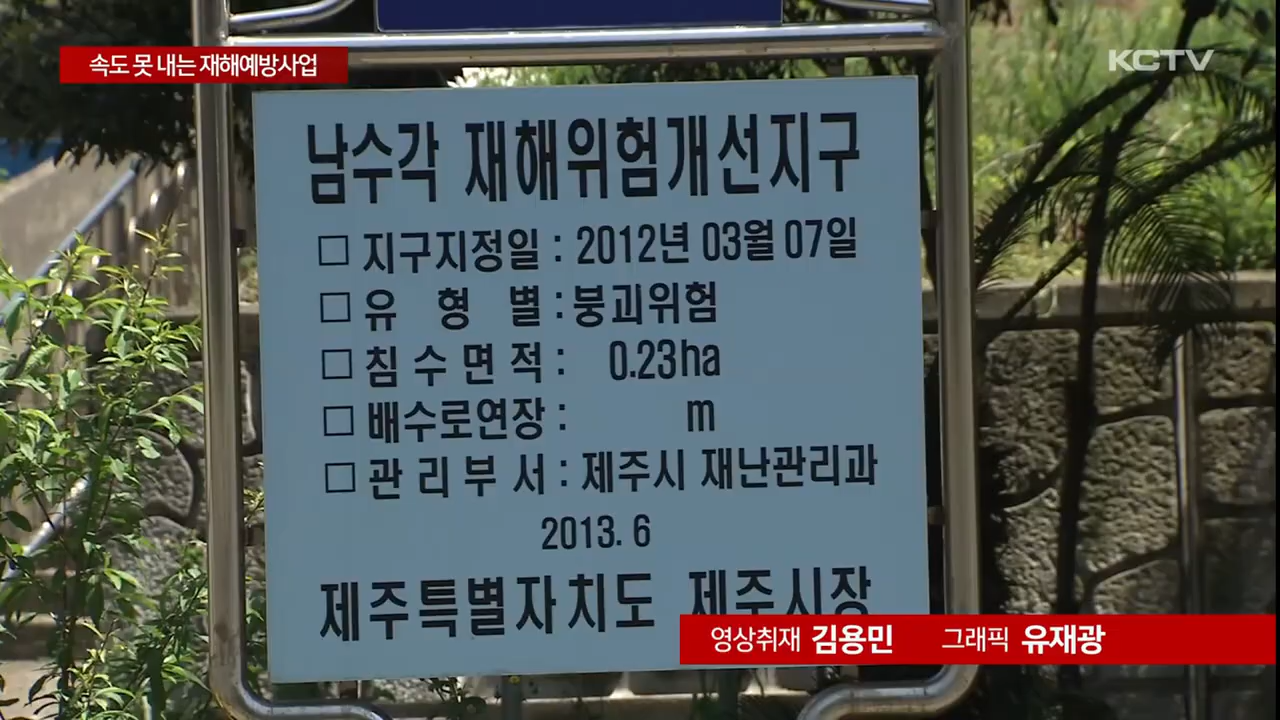 속도 못 내는 재해예방사업
KCTV
남수각 재해위험개선지구
□ 지구지정일 : 2012년 03월 07일
□ 유 형 별 : 붕괴위험
□ 침 수 면 적 : 0.23ha
□ 배수로연장 : m
□ 관 리 부 서 : 제주시 재난관리과
2013. 6
제주특별자치도 제주시장
영상취재 김용민 그래픽 유재광